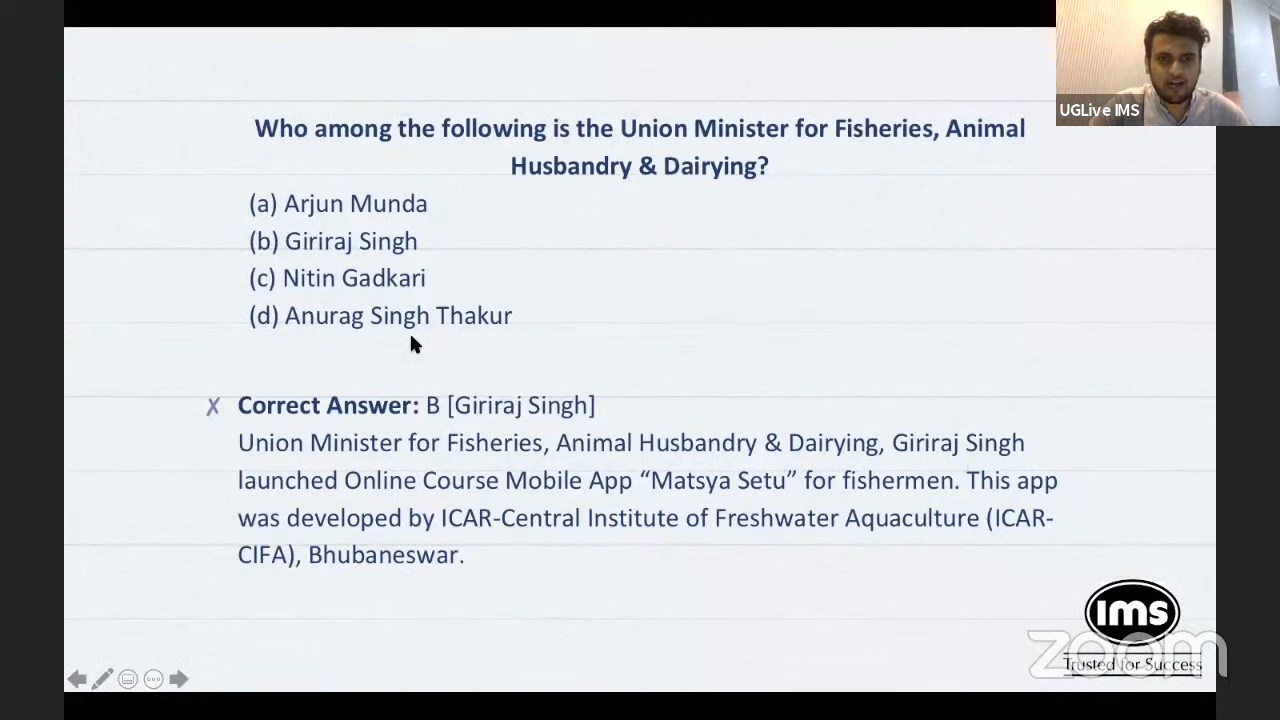 UGLive IMS
Who among the following is the Union Minister for Fisheries, Animal
Husbandry & Dairying?
(a) Arjun Munda
(b) Giriraj Singh
(c) Nitin Gadkari
(d) Anurag Singh Thakur
✗ Correct Answer: B [Giriraj Singh]
Union Minister for Fisheries, Animal Husbandry & Dairying, Giriraj Singh
launched Online Course Mobile App “Matsya Setu” for fishermen. This app
was developed by ICAR-Central Institute of Freshwater Aquaculture (ICAR-
CIFA), Bhubaneswar.
ims
zoom
Trusted for Success